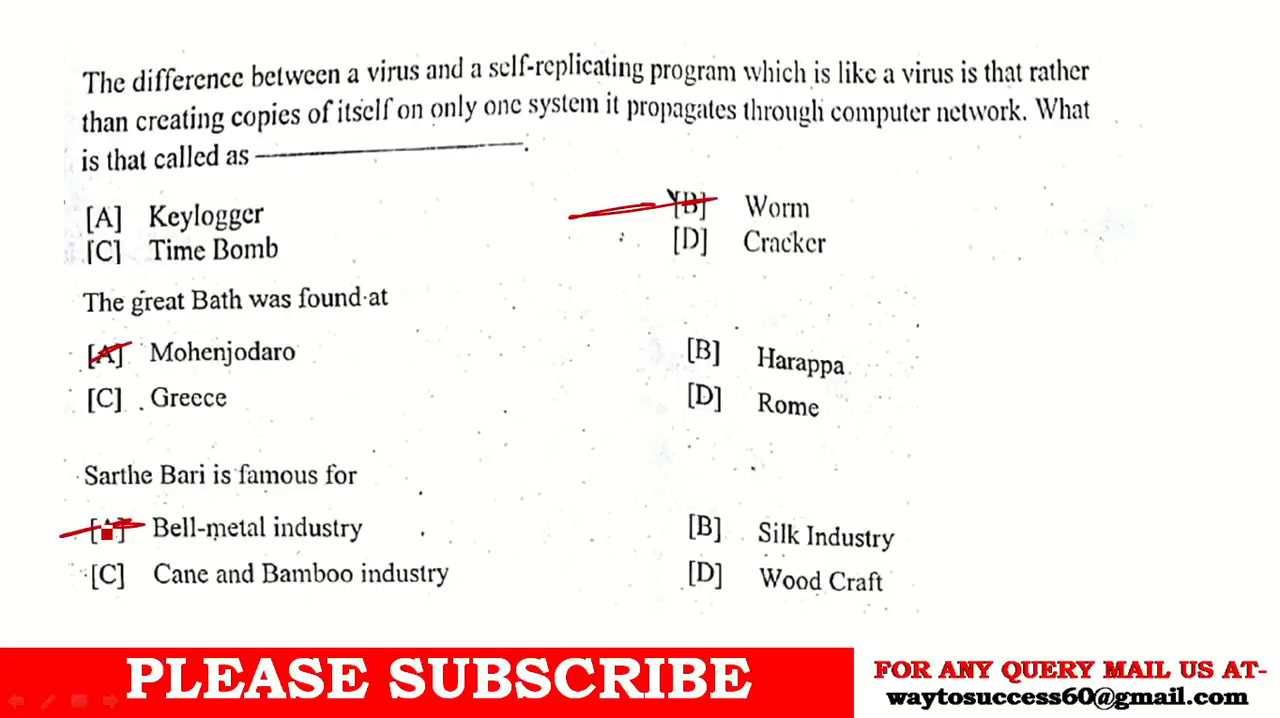 The difference between a virus and a self-replicating program which is like a virus is that rather
than creating copies of itself on only one system it propagates through computer network. What
is that called as ————————.
[A] Keylogger [B] Worm
[C] Time Bomb [D] Cracker
The great Bath was found at
[A] Mohenjodaro [B] Harappa
[C] Greece [D] Rome
Sarthe Bari is famous for
[A] Bell-metal industry [B] Silk Industry
[C] Cane and Bamboo industry [D] Wood Craft
PLEASE SUBSCRIBE
FOR ANY QUERY MAIL US AT-
waytosuccess60@gmail.com